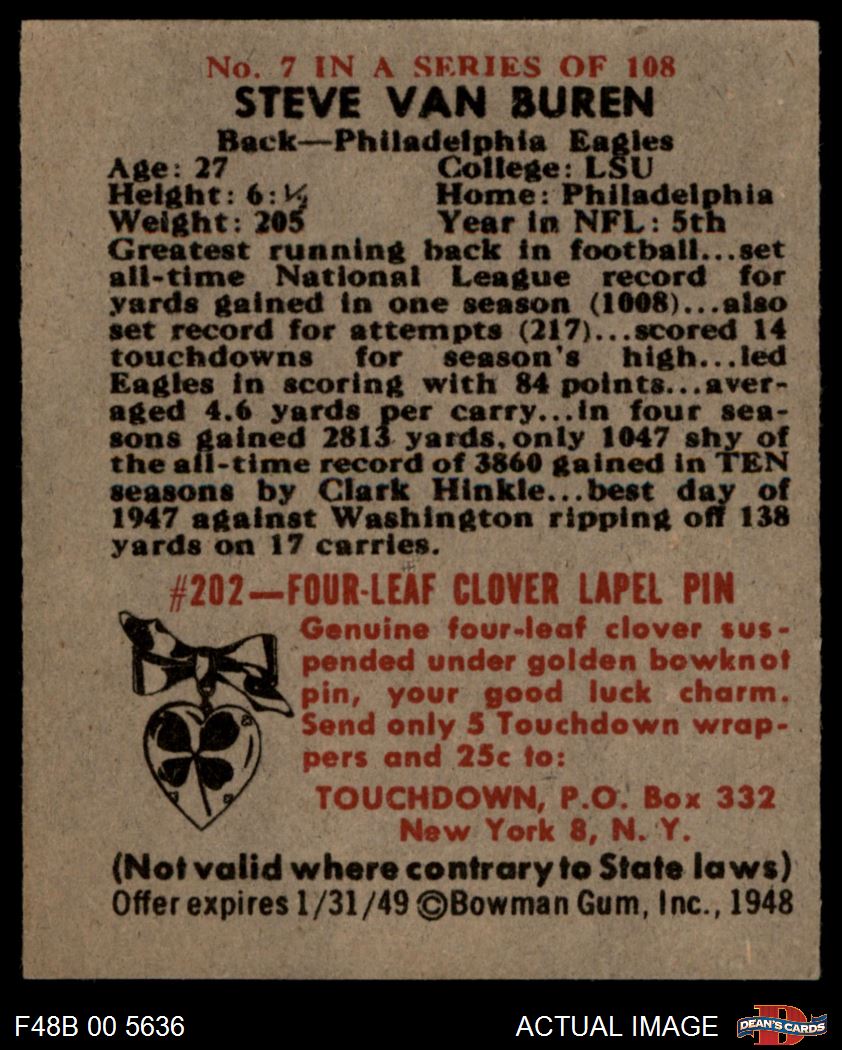 No. 7 IN A SERIES OF 108
STEVE VAN BUREN
Back—Philadelphia Eagles
Age: 27 College: LSU
Height: 6:½ Home: Philadelphia
Weight: 205 Year in NFL: 5th
Greatest running back in football...set
all-time National League record for
yards gained in one season (1008)...also
set record for attempts (217)...scored 14
touchdowns for season's high...led
Eagles in scoring with 84 points...aver-
aged 4.6 yards per carry...in four sea-
sons gained 2813 yards, only 1047 shy of
the all-time record of 3860 gained in TEN
seasons by Clark Hinkle...best day of
1947 against Washington ripping off 138
yards on 17 carries.
#202—FOUR-LEAF CLOVER LAPEL PIN
Genuine four-leaf clover sus-
pended under golden bowknot
pin, your good luck charm.
Send only 5 Touchdown wrap-
pers and 25c to:
TOUCHDOWN, P.O. Box 332
New York 8, N. Y.
(Not valid where contrary to State laws)
Offer expires 1/31/49 ©Bowman Gum, Inc., 1948
F48B 00 5636
ACTUAL IMAGE
D
DEAN'S CARDS